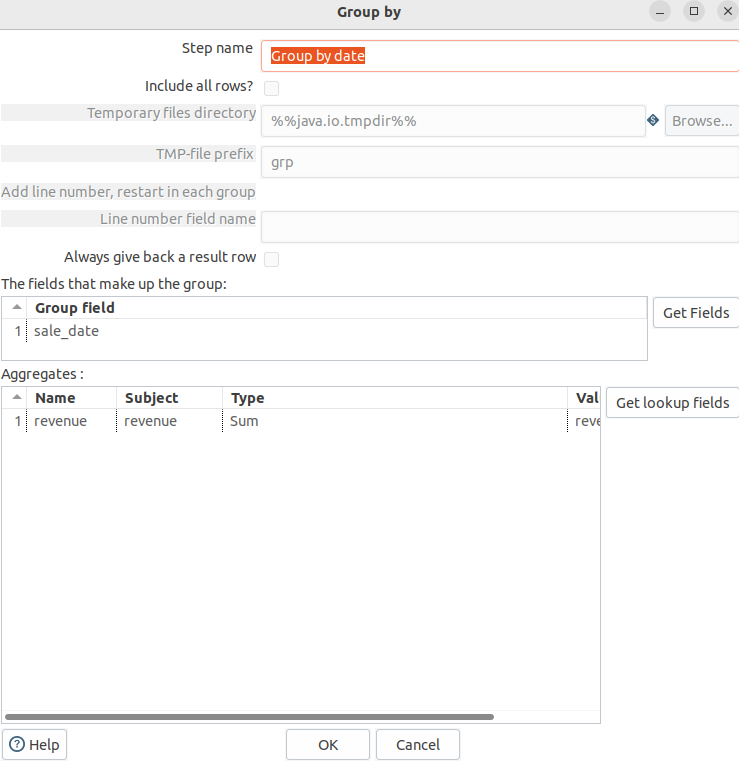 Group by
Step name Group by date
Include all rows?
Temporary files directory %%java.io.tmpdir%% Browse...
TMP-file prefix grp
Add line number, restart in each group
Line number field name
Always give back a result row
The fields that make up the group:
Group field
1 sale_date
Get Fields
Aggregates :
Name Subject Type Val
1 revenue revenue Sum reve
Get lookup fields
Help OK Cancel